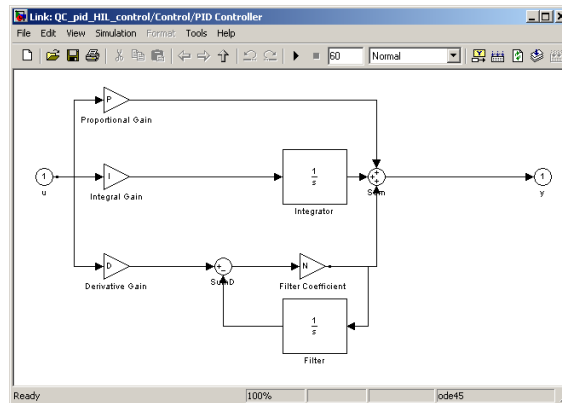 Link: QC_pid_HIL_control/Control/PID Controller
File Edit View Simulation Format Tools Help
60 Normal
P
Proportional Gain
1
u
I
Integral Gain
1
s
Integrator
Sum
1
y
D
Derivative Gain
SumD
N
Filter Coefficient
1
s
Filter
Ready 100% ode45